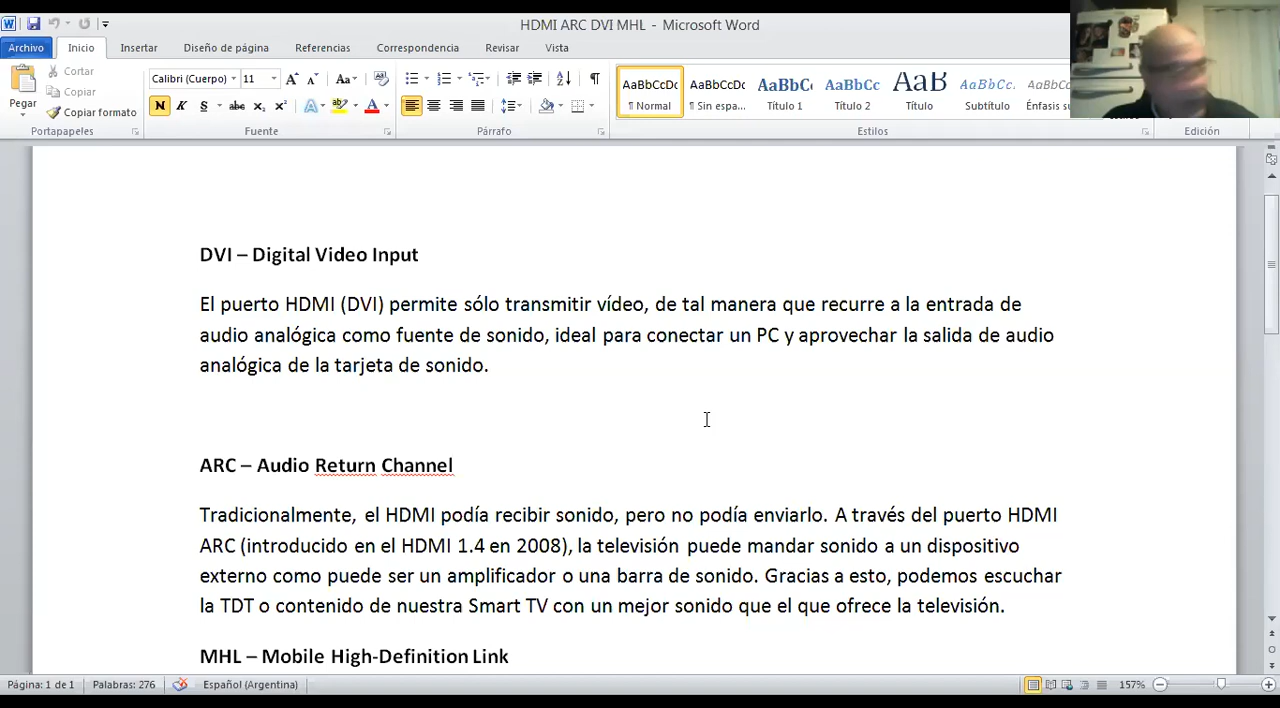 HDMI ARC DVI MHL - Microsoft Word
Archivo Inicio Insertar Diseño de página Referencias Correspondencia Revisar Vista
Pegar
Cortar
Copiar
Copiar formato
Portapapeles
Calibri (Cuerpo) 11
Fuente
Párrafo
AaBbCcDc AaBbCcDc AaBbC AaBbCc AaB AaBbCc. AaBbCc
¶ Normal ¶ Sin espa... Título 1 Título 2 Título Subtítulo Énfasis
Estilos
Edición
DVI – Digital Video Input
El puerto HDMI (DVI) permite sólo transmitir vídeo, de tal manera que recurre a la entrada de
audio analógica como fuente de sonido, ideal para conectar un PC y aprovechar la salida de audio
analógica de la tarjeta de sonido.
ARC – Audio Return Channel
Tradicionalmente, el HDMI podía recibir sonido, pero no podía enviarlo. A través del puerto HDMI
ARC (introducido en el HDMI 1.4 en 2008), la televisión puede mandar sonido a un dispositivo
externo como puede ser un amplificador o una barra de sonido. Gracias a esto, podemos escuchar
la TDT o contenido de nuestra Smart TV con un mejor sonido que el que ofrece la televisión.
MHL – Mobile High-Definition Link
Página: 1 de 1 Palabras: 276 Español (Argentina) 157%